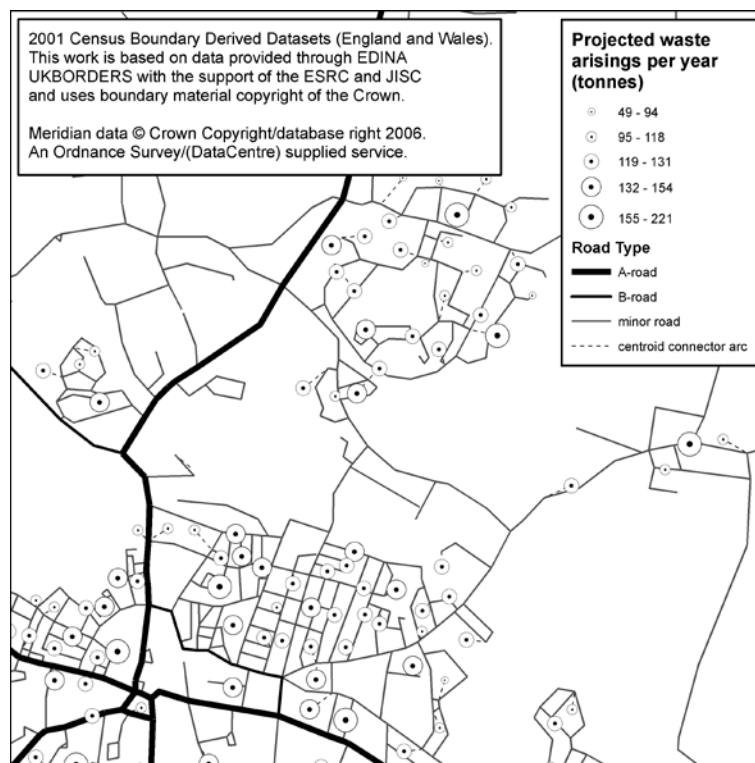 2001 Census Boundary Derived Datasets (England and Wales).
This work is based on data provided through EDINA
UKBORDERS with the support of the ESRC and JISC
and uses boundary material copyright of the Crown.
Meridian data © Crown Copyright/database right 2006.
An Ordnance Survey/(DataCentre) supplied service.
Projected waste
arisings per year
(tonnes)
49 - 94
95 - 118
119 - 131
132 - 154
155 - 221
Road Type
A-road
B-road
minor road
centroid connector arc